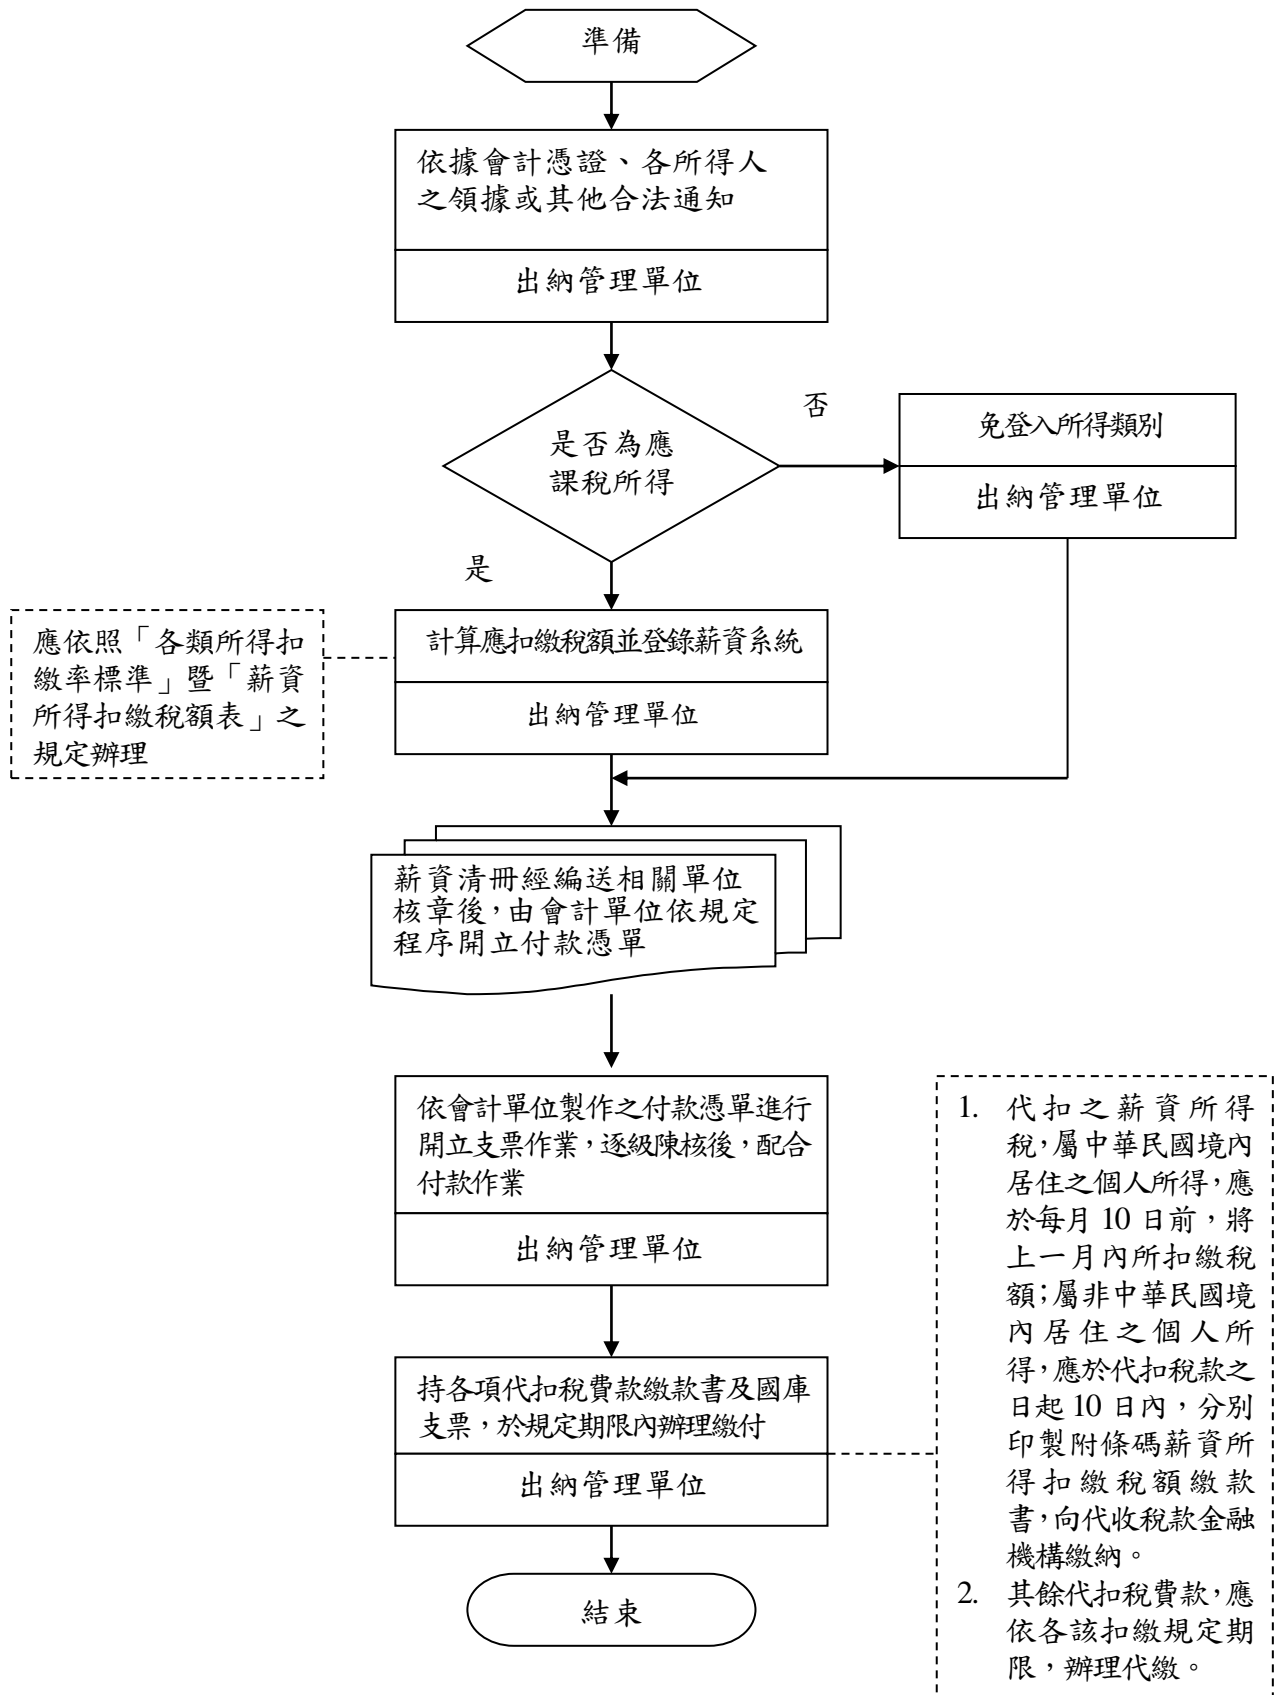 準備
依據會計憑證、各所得人
之領據或其他合法通知
出納管理單位
是否為應
課稅所得
否
免登入所得類別
出納管理單位
是
應依照「各類所得扣
繳率標準」暨「薪資
所得扣繳稅額表」之
規定辦理
計算應扣繳稅額並登錄薪資系統
出納管理單位
薪資清冊經編送相關單位
核章後，由會計單位依規定
程序開立付款憑單
依會計單位製作之付款憑單進行
開立支票作業，逐級陳核後，配合
付款作業
出納管理單位
持各項代扣稅費款繳款書及國庫
支票，於規定期限內辦理繳付
出納管理單位
結束
1. 代扣之薪資所得
稅，屬中華民國境內
居住之個人所得，應
於每月 10 日前，將
上一月內所扣繳稅
額；屬非中華民國境
內居住之個人所
得，應於代扣稅款之
日起 10 日內，分別
印製附條碼薪資所
得扣繳稅額繳款
書，向代收稅款金融
機構繳納。
2. 其餘代扣稅費款，應
依各該扣繳規定期
限，辦理代繳。